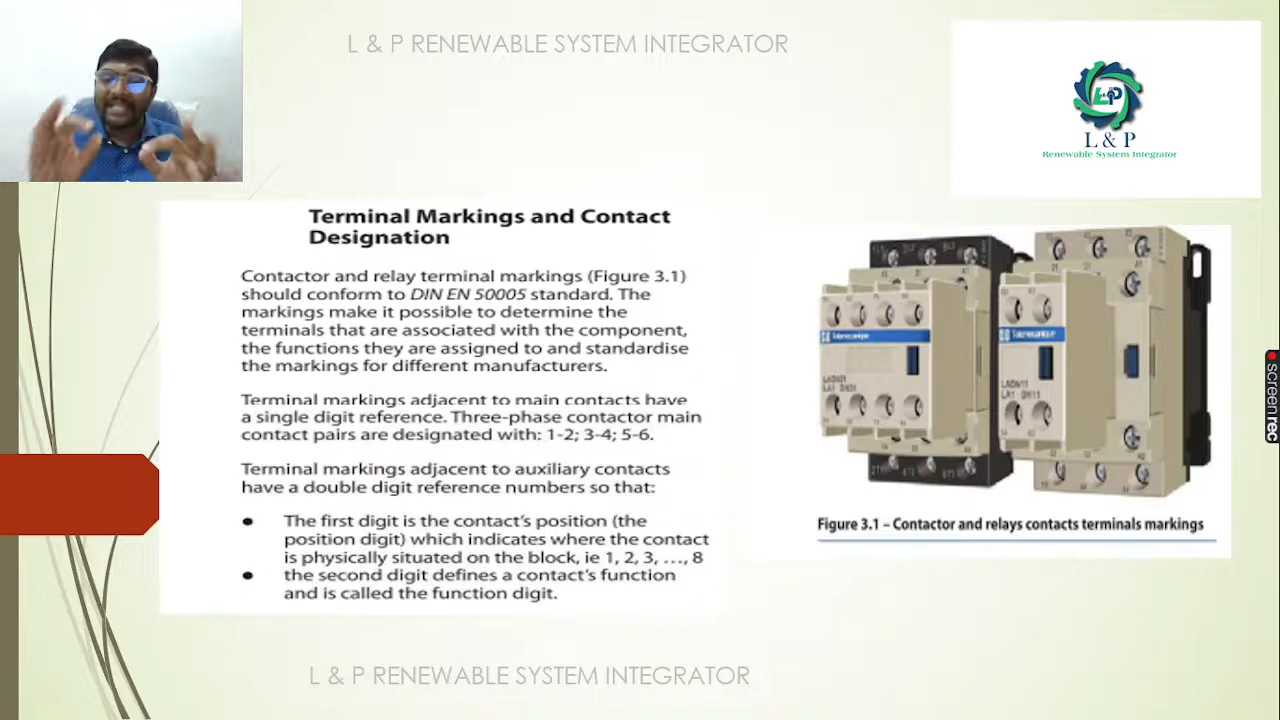 L & P RENEWABLE SYSTEM INTEGRATOR
L & P
Renewable System Integrator
Terminal Markings and Contact
Designation
Contactor and relay terminal markings (Figure 3.1)
should conform to DIN EN 50005 standard. The
markings make it possible to determine the
terminals that are associated with the component,
the functions they are assigned to and standardise
the markings for different manufacturers.
Terminal markings adjacent to main contacts have
a single digit reference. Three-phase contactor main
contact pairs are designated with: 1-2; 3-4; 5-6.
Terminal markings adjacent to auxiliary contacts
have a double digit reference numbers so that:
● The first digit is the contact's position (the
position digit) which indicates where the contact
is physically situated on the block, ie 1, 2, 3, ..., 8
● the second digit defines a contact's function
and is called the function digit.
Telemecanique
Telemecanique
LADN11
LA1 DN11
A1
Figure 3.1 – Contactor and relays contacts terminals markings
L & P RENEWABLE SYSTEM INTEGRATOR
screenrec